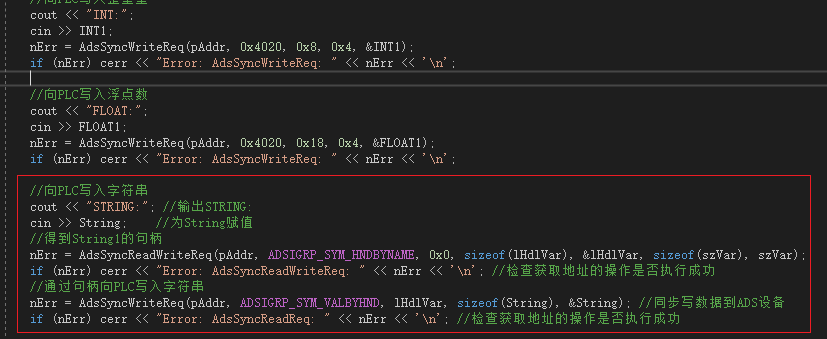 //向PLC写入整型量
cout << "INT:";
cin >> INT1;
nErr = AdsSyncWriteReq(pAddr, 0x4020, 0x8, 0x4, &INT1);
if (nErr) cerr << "Error: AdsSyncWriteReq: " << nErr << '\n';
//向PLC写入浮点数
cout << "FLOAT:";
cin >> FLOAT1;
nErr = AdsSyncWriteReq(pAddr, 0x4020, 0x18, 0x4, &FLOAT1);
if (nErr) cerr << "Error: AdsSyncWriteReq: " << nErr << '\n';
//向PLC写入字符串
cout << "STRING:"; //输出STRING:
cin >> String; //为String赋值
//得到String1的句柄
nErr = AdsSyncReadWriteReq(pAddr, ADSIGRP_SYM_HNDBYNAME, 0x0, sizeof(lHdlVar), &lHdlVar, sizeof(szVar), szVar);
if (nErr) cerr << "Error: AdsSyncReadWriteReq: " << nErr << '\n'; //检查获取地址的操作是否执行成功
//通过句柄向PLC写入字符串
nErr = AdsSyncWriteReq(pAddr, ADSIGRP_SYM_VALBYHND, lHdlVar, sizeof(String), &String); //同步写数据到ADS设备
if (nErr) cerr << "Error: AdsSyncReadReq: " << nErr << '\n'; //检查获取地址的操作是否执行成功